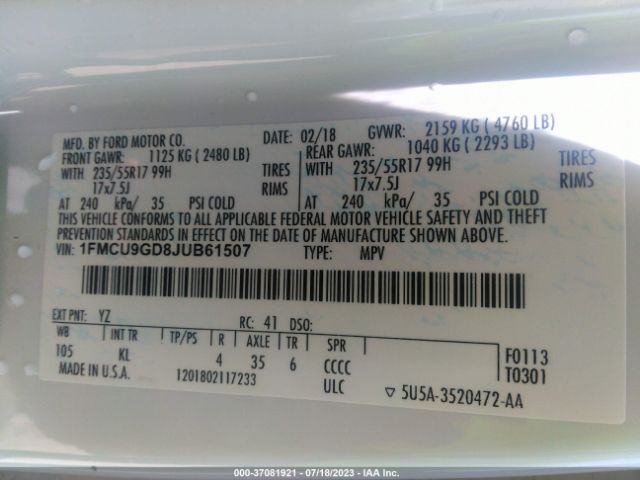 MFG. BY FORD MOTOR CO. DATE: 02/18 GVWR: 2159 KG ( 4760 LB)
FRONT GAWR: 1125 KG ( 2480 LB) REAR GAWR: 1040 KG ( 2293 LB)
WITH 235/55R17 99H TIRES WITH 235/55R17 99H TIRES
17x7.5J RIMS 17x7.5J RIMS
AT 240 kPa/ 35 PSI COLD AT 240 kPa/ 35 PSI COLD
THIS VEHICLE CONFORMS TO ALL APPLICABLE FEDERAL MOTOR VEHICLE SAFETY AND THEFT
PREVENTION STANDARDS IN EFFECT ON THE DATE OF MANUFACTURE SHOWN ABOVE.
VIN: 1FMCU9GD8JUB61507 TYPE: MPV
EXT PNT: YZ RC: 41 DSO:
WB INT TR TP/PS R AXLE TR SPR
105 KL 4 35 6 CCCC
F0113
T0301
MADE IN U.S.A. 1201802117233 ULC
▽ 5U5A-3520472-AA
000-37081921 - 07/18/2023 - IAA Inc.